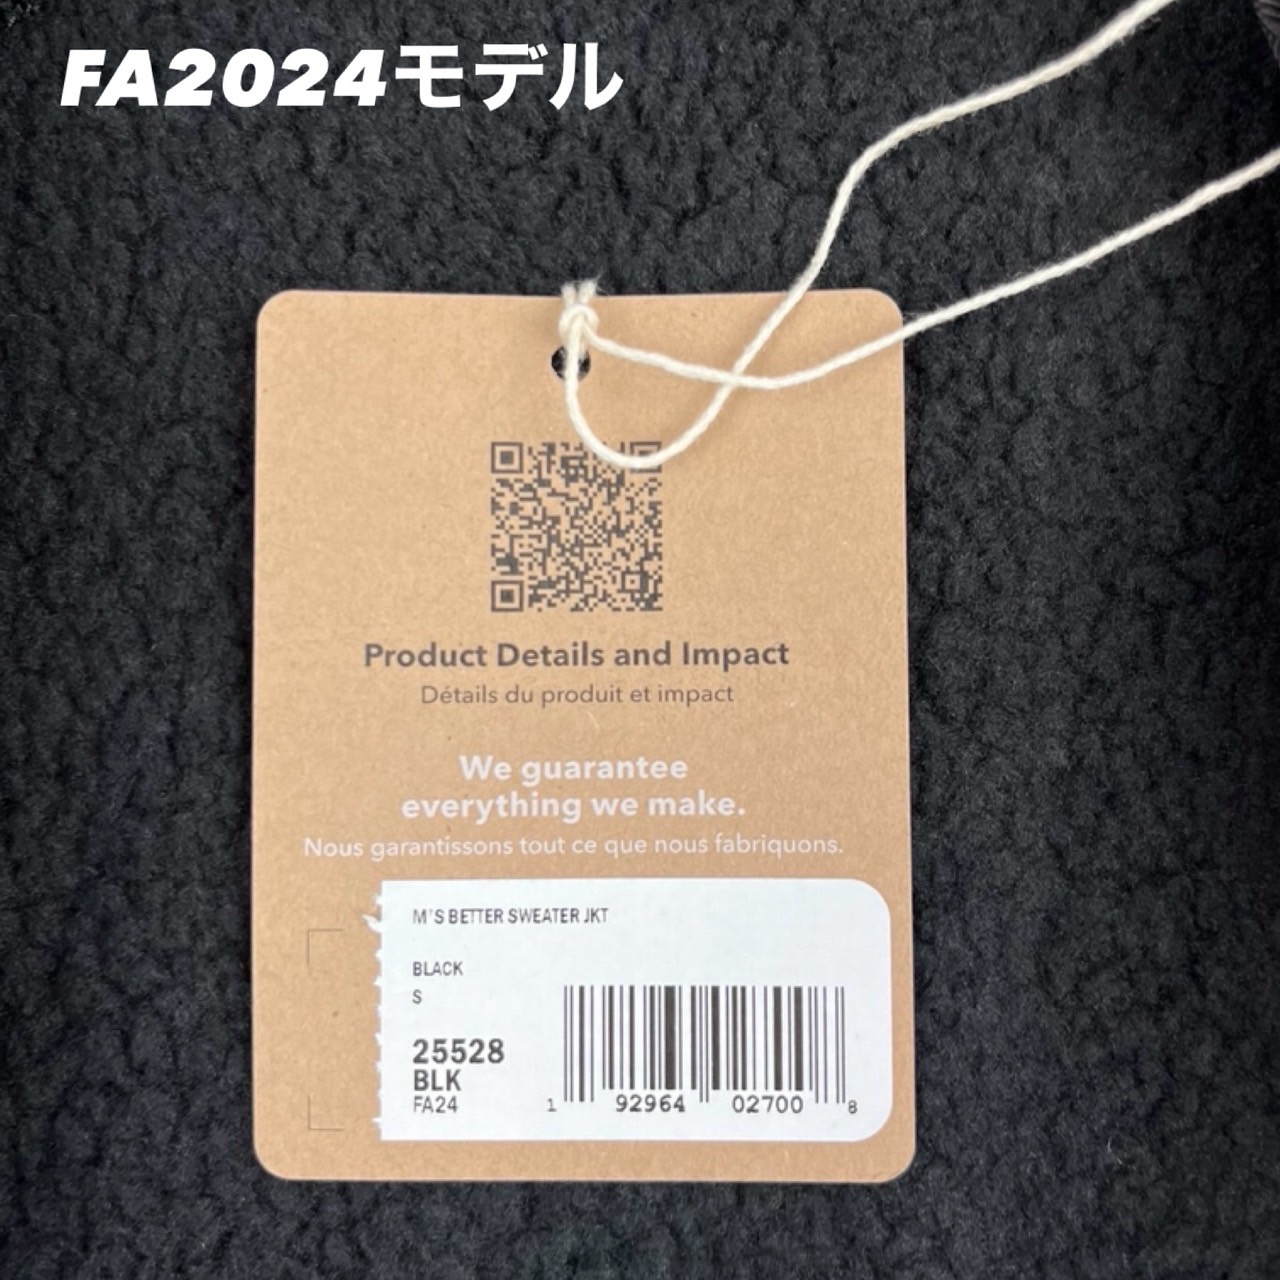 FA2024モデル
Product Details and Impact
Détails du produit et impact
We guarantee
everything we make.
Nous garantissons tout ce que nous fabriquons.
M'S BETTER SWEATER JKT
BLACK
S
25528
BLK
FA24
1 92964 02700 8